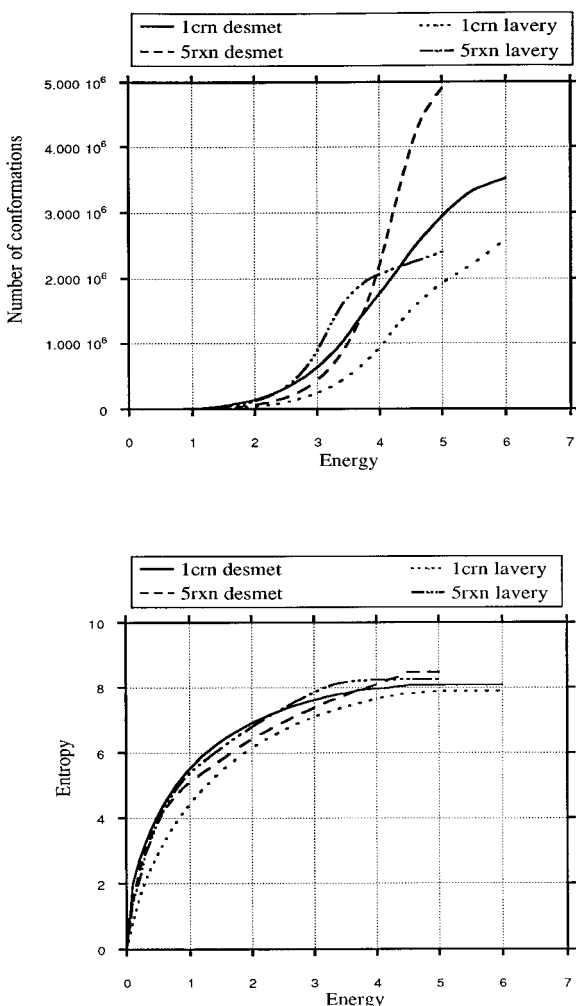 1crn desmet 1crn lavery
5rxn desmet 5rxn lavery
5.000 10⁶
4.000 10⁶
3.000 10⁶
2.000 10⁶
1.000 10⁶
0
Number of conformations
0 1 2 3 4 5 6 7
Energy
1crn desmet 1crn lavery
5rxn desmet 5rxn lavery
10
8
6
4
2
0
Entropy
0 1 2 3 4 5 6 7
Energy